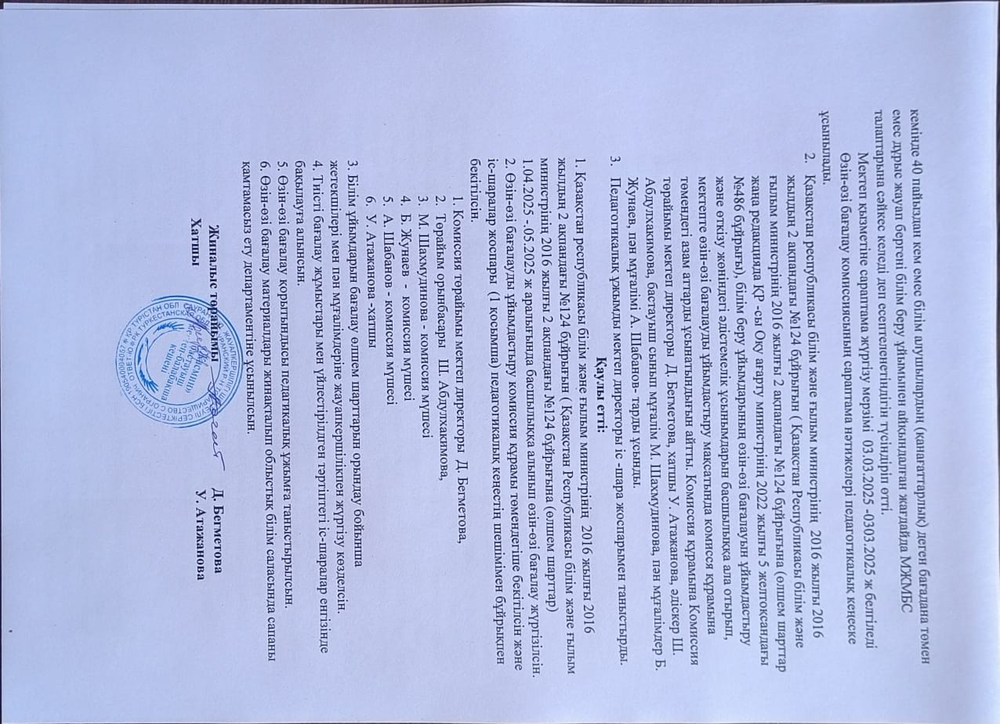 кемінде 40 пайыздан кем емес білім алушылардың (қанағаттарлық) деген бағадана төмен
емес дұрыс жауап бергені білім беру ұйымынен айқындалған жағдайда МЖМБС
талаптарына сәйкес келеді деп есептеленетіндігін түсіндіріп өтті.
Мектеп қызметіне сараптама жүргізу мерзімі 03.03.2025 -0303.2025 ж белгіледі
Өзін-өзі бағалау комиссиясының сараптама нәтижелері педагогикалық кеңеске
ұсынылады.
2. Қазақстан республикасы білім және ғылым министрінің 2016 жылғы 2016
жылдың 2 ақпандағы №124 бұйрығын ( Қазақстан Республикасы білім және
ғылым министрінің 2016 жылғы 2 ақпандағы №124 бұйрығына (өлшем шарттар
жаңа редакцияда ҚР -сы Оқу ағарту министрінің 2022 жылғы 5 желтоқсандағы
№486 бұйрығы), білім беру ұйымдарының өзін-өзі бағалауын ұйымдастыру
және өткізу жөніндегі әдістемелік ұсынымдарын басшылыққа ала отырып,
мектепте өзін-өзі бағалауды ұйымдастыру мақсатында комисся құрамына
төмендегі азам аттарды ұсынатындығын айтты. Комиссия құрамына Комиссия
төрайымы мектеп директоры Д. Бегметова, хатшы У. Атажанова, әдіскер Ш.
Абдулхакимова, бастауыш сынып мұғалім М. Шахмудинова, пән мұғалімдер Б.
Жунаев, пән мұғалімі А. Шабанов- тарды ұсынды.
3. Педагогикалық ұжымды мектеп директоры іс -шара жоспарымен таныстырды.
Қаулы етті:
1. Қазақстан республикасы білім және ғылым министрінің 2016 жылғы 2016
жылдың 2 ақпандағы №124 бұйрығын ( Қазақстан Республикасы білім және ғылым
министрінің 2016 жылғы 2 ақпандағы №124 бұйрығына (өлшем шарттар)
1.04.2025 -.05.2025 ж аралығында басшылыққа алынып өзін-өзі бағалау жүргізілсін.
2. Өзін-өзі бағалауды ұйымдастыру комиссия құрамы төмендегіше бекітілсін және
іс-шаралар жоспары (1 қосымша) педагогикалық кеңестің шешімімен бұйрықпен
бекітілсін.
1. Комиссия төрайымы мектеп директоры Д. Бегметова,
2. Төрайым орынбасары Ш. Абдулхакимова,
3. М. Шахмудинова - комиссия мүшесі
4. Б. Жунаев - комиссия мүшесі
5. А. Шабанов - комиссия мүшесі
6. У. Атажанова -хатшы
3. Білім ұйымдарын бағалау өлшем шарттарын орындау бойынша
жетекпілері мен пән мұғалімдеріне жауапкершілікпен жүргізу көзделсін.
4. Тиісті бағалау жұмыстары мен үйлестірілген тәртіптегі іс-шаралар енгізінде
бақылауға алынсын.
5. Өзін-өзі бағалау қорытындысы педагикалық ұжымға таныстырылсын.
6. Өзін-өзі бағалау материалдары жинақталып облыстық білім саласында сапаны
қамтамасыз ету департаментіне ұсынылсын.
Жиналыс төрайымы Д. Бегметова
Хатшы У. Атажанова